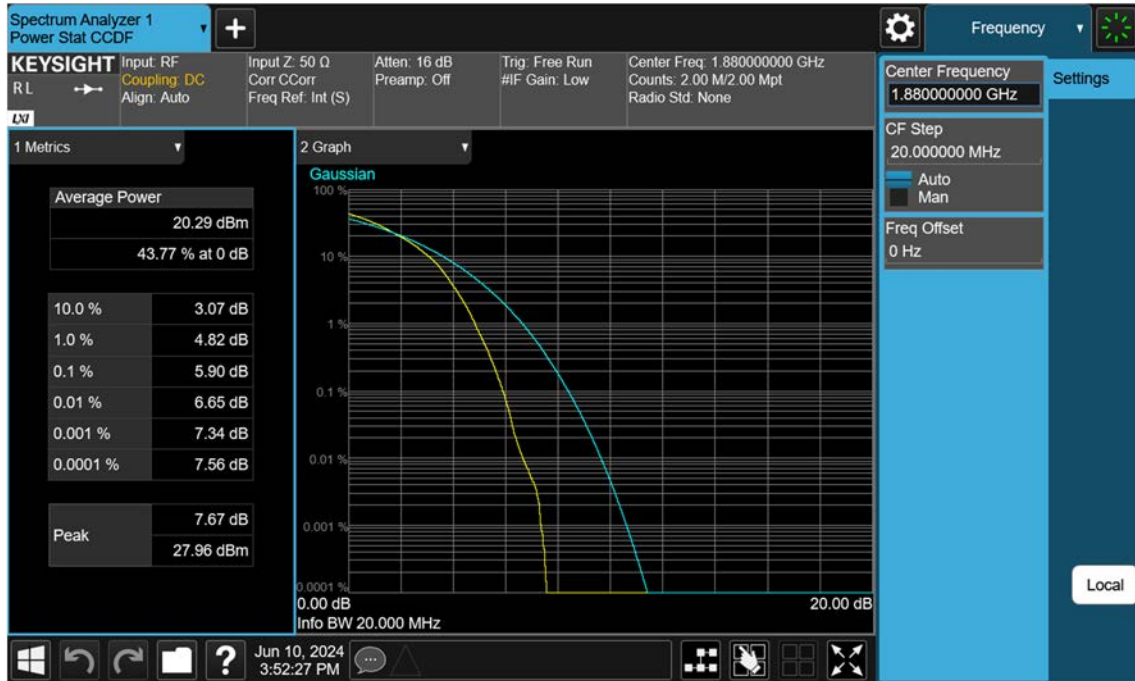 Spectrum Analyzer 1
Power Stat CCDF
Frequency
KEYSIGHT
R L
LXI
Input: RF
Coupling: DC
Align: Auto
Input Z: 50 Ω
Corr CCorr
Freq Ref: Int (S)
Atten: 16 dB
Preamp: Off
Trig: Free Run
#IF Gain: Low
Center Freq: 1.880000000 GHz
Counts: 2.00 M/2.00 Mpt
Radio Std: None
Center Frequency
1.880000000 GHz
Settings
CF Step
20.000000 MHz
Auto
Man
Freq Offset
0 Hz
Local
1 Metrics
Average Power
20.29 dBm
43.77 % at 0 dB
10.0 % 3.07 dB
1.0 % 4.82 dB
0.1 % 5.90 dB
0.01 % 6.65 dB
0.001 % 7.34 dB
0.0001 % 7.56 dB
Peak
7.67 dB
27.96 dBm
2 Graph
Gaussian
100 %
10 %
1 %
0.1 %
0.01 %
0.001 %
0.0001 %
0.00 dB 20.00 dB
Info BW 20.000 MHz
?
Jun 10, 2024
3:52:27 PM